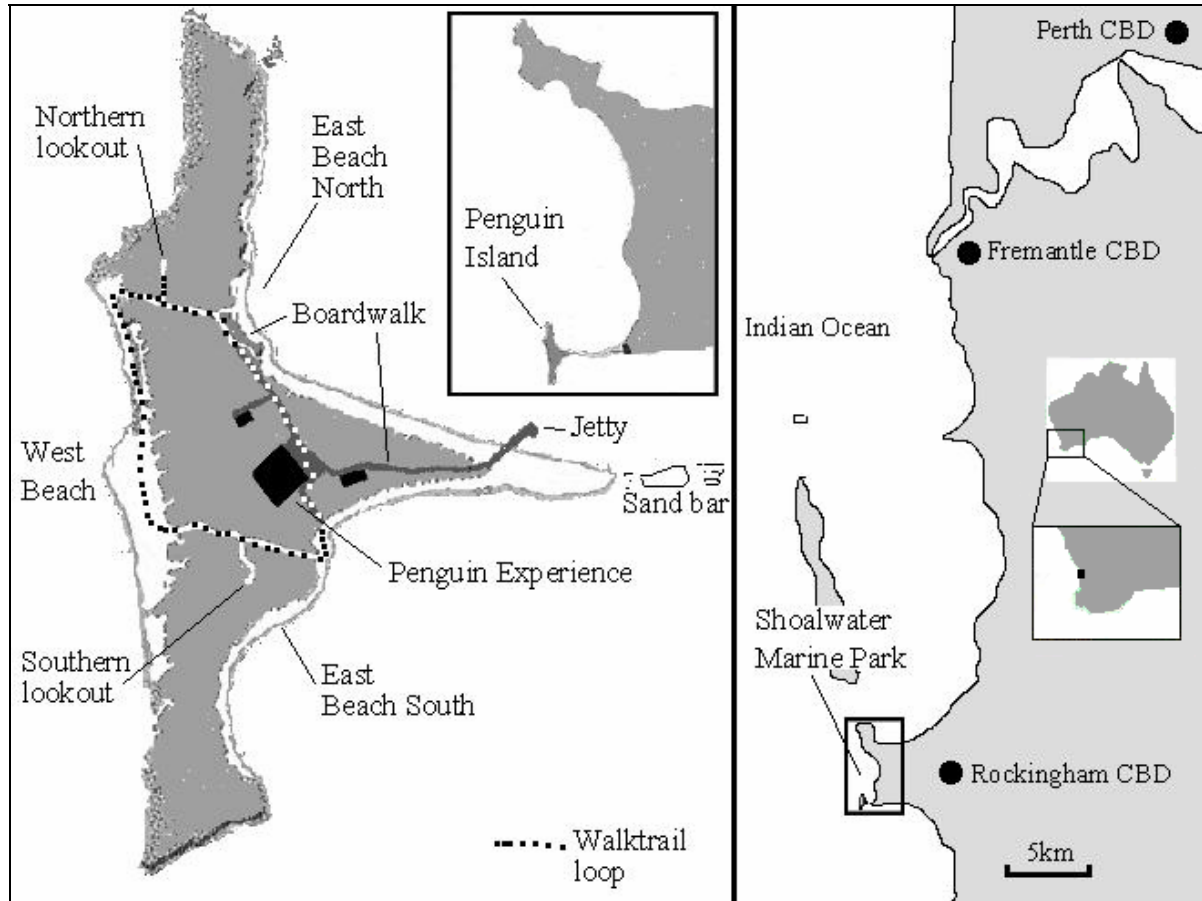 Northern
lookout
East
Beach
North
Boardwalk
Jetty
West
Beach
Sand bar
Penguin Experience
Southern
lookout
East
Beach South
Walktrail
loop
Penguin
Island
Perth CBD
Fremantle CBD
Indian Ocean
Shoalwater
Marine Park
Rockingham CBD
5km